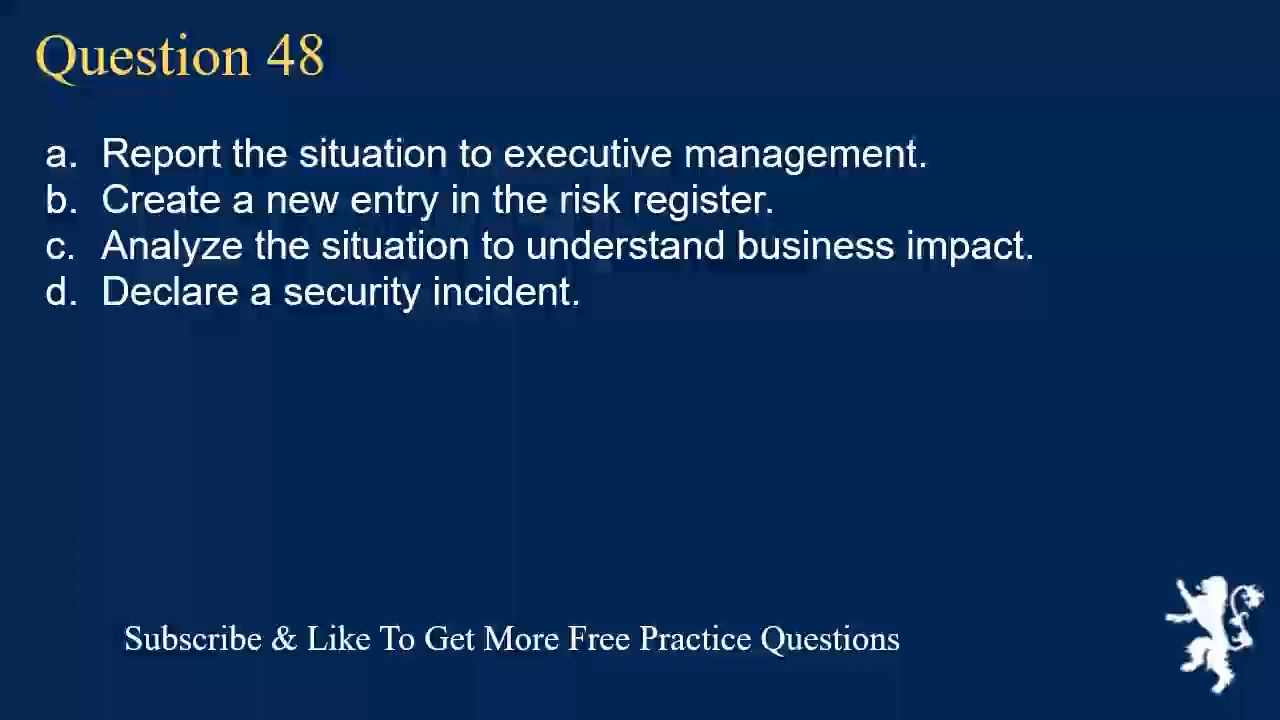 Question 48
a. Report the situation to executive management.
b. Create a new entry in the risk register.
c. Analyze the situation to understand business impact.
d. Declare a security incident.
Subscribe & Like To Get More Free Practice Questions